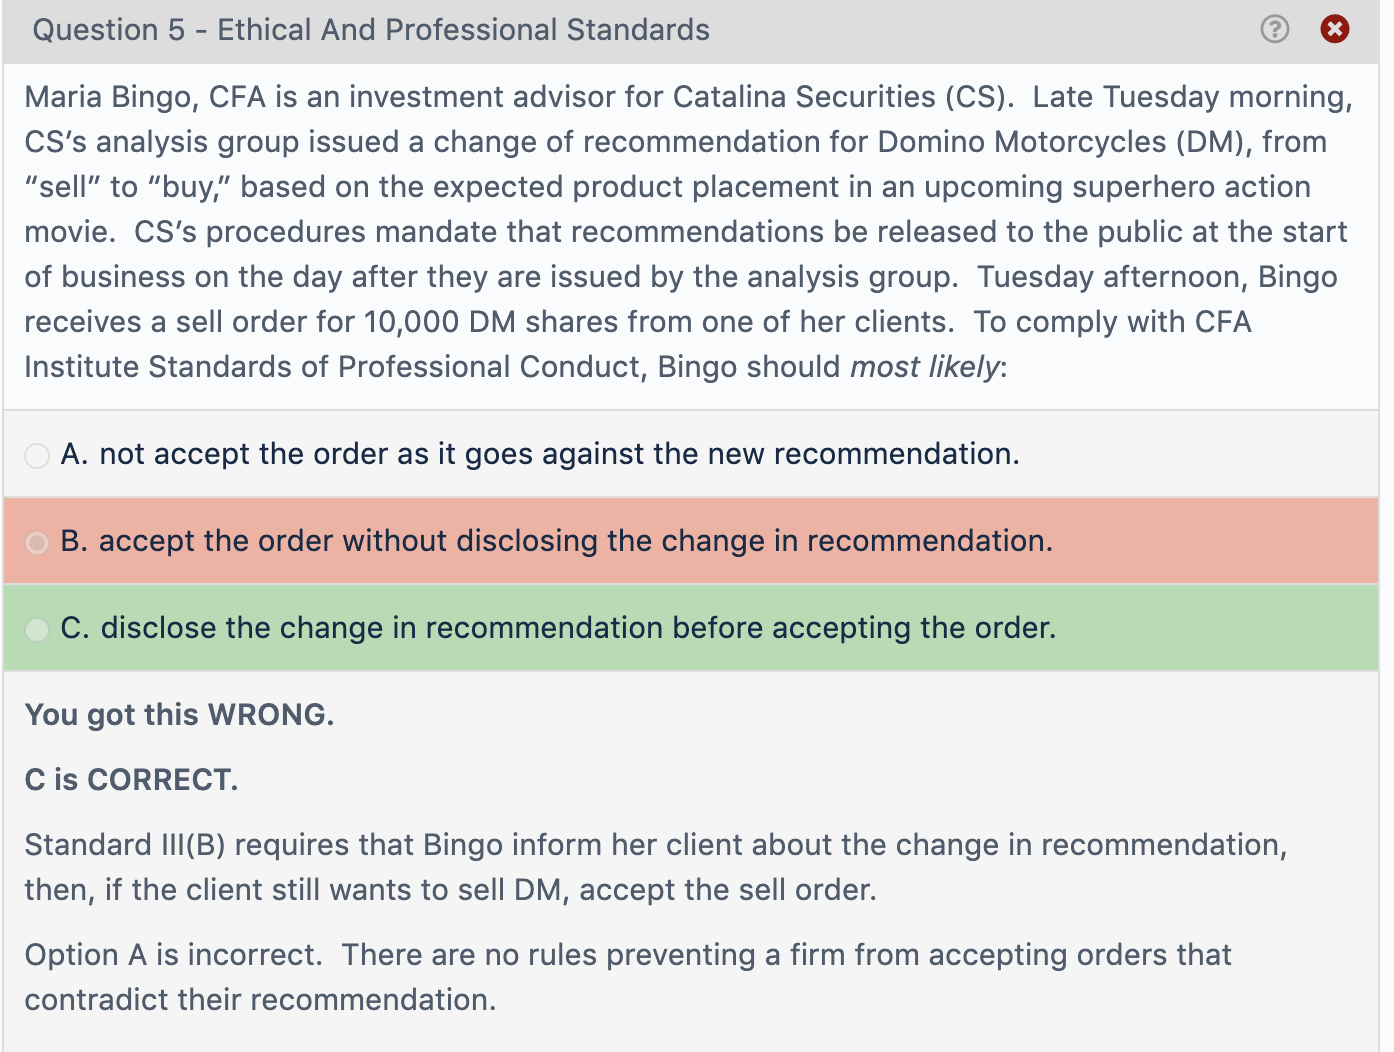 Question 5 - Ethical And Professional Standards
Maria Bingo, CFA is an investment advisor for Catalina Securities (CS).  Late Tuesday morning,
CS’s analysis group issued a change of recommendation for Domino Motorcycles (DM), from
“sell” to “buy,” based on the expected product placement in an upcoming superhero action
movie.  CS’s procedures mandate that recommendations be released to the public at the start
of business on the day after they are issued by the analysis group.  Tuesday afternoon, Bingo
receives a sell order for 10,000 DM shares from one of her clients.  To comply with CFA
Institute Standards of Professional Conduct, Bingo should most likely:
A. not accept the order as it goes against the new recommendation.
B. accept the order without disclosing the change in recommendation.
C. disclose the change in recommendation before accepting the order.
You got this WRONG.
C is CORRECT.
Standard III(B) requires that Bingo inform her client about the change in recommendation,
then, if the client still wants to sell DM, accept the sell order.
Option A is incorrect.  There are no rules preventing a firm from accepting orders that
contradict their recommendation.